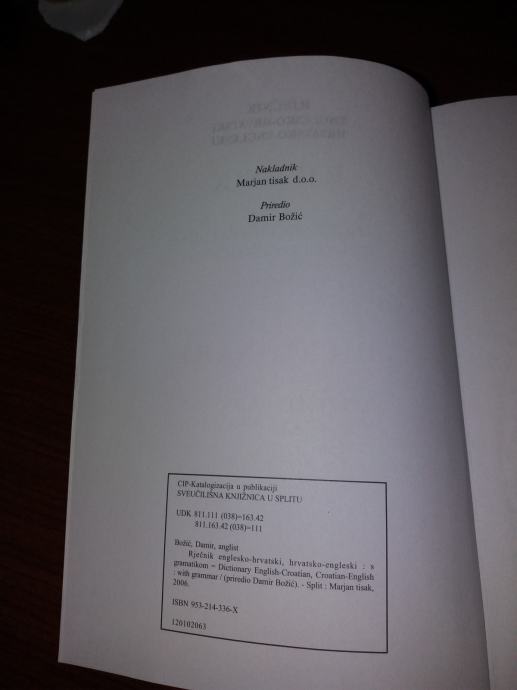 Nakladnik
Marjan tisak d.o.o.
Priredio
Damir Božić
CIP-Katalogizacija u publikaciji
SVEUČILIŠNA KNJIŽNICA U SPLITU
UDK 811.111 (038)=163.42
811.163.42 (038)=111
Božić, Damir, anglist
Rječnik englesko-hrvatski, hrvatsko-engleski : s
gramatikom = Dictionary English-Croatian, Croatian-English
: with grammar / (priredio Damir Božić). - Split : Marjan tisak,
2006.
ISBN 953-214-336-X
120102063